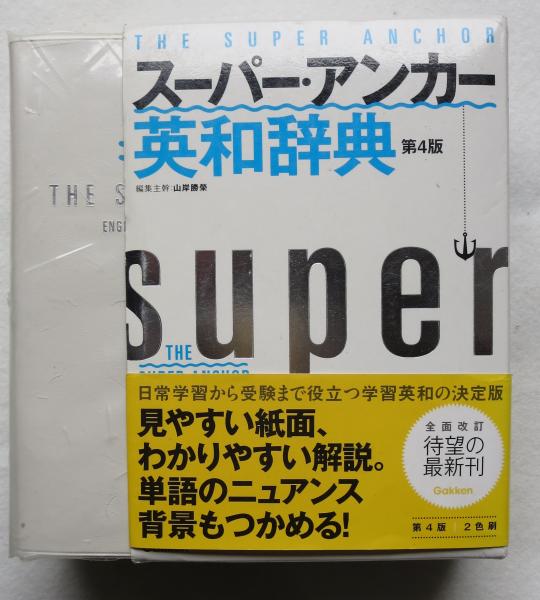 THE SUPER ANCHOR
スーパー・アンカー
英和辞典 第4版
編集主幹:山岸勝榮
super
THE
SUPER ANCHOR
日常学習から受験まで役立つ学習英和の決定版
見やすい紙面、
わかりやすい解説。
単語のニュアンス
背景もつかめる!
全面改訂
待望の
最新刊
Gakken
第4版 | 2色刷
THE S
ENG